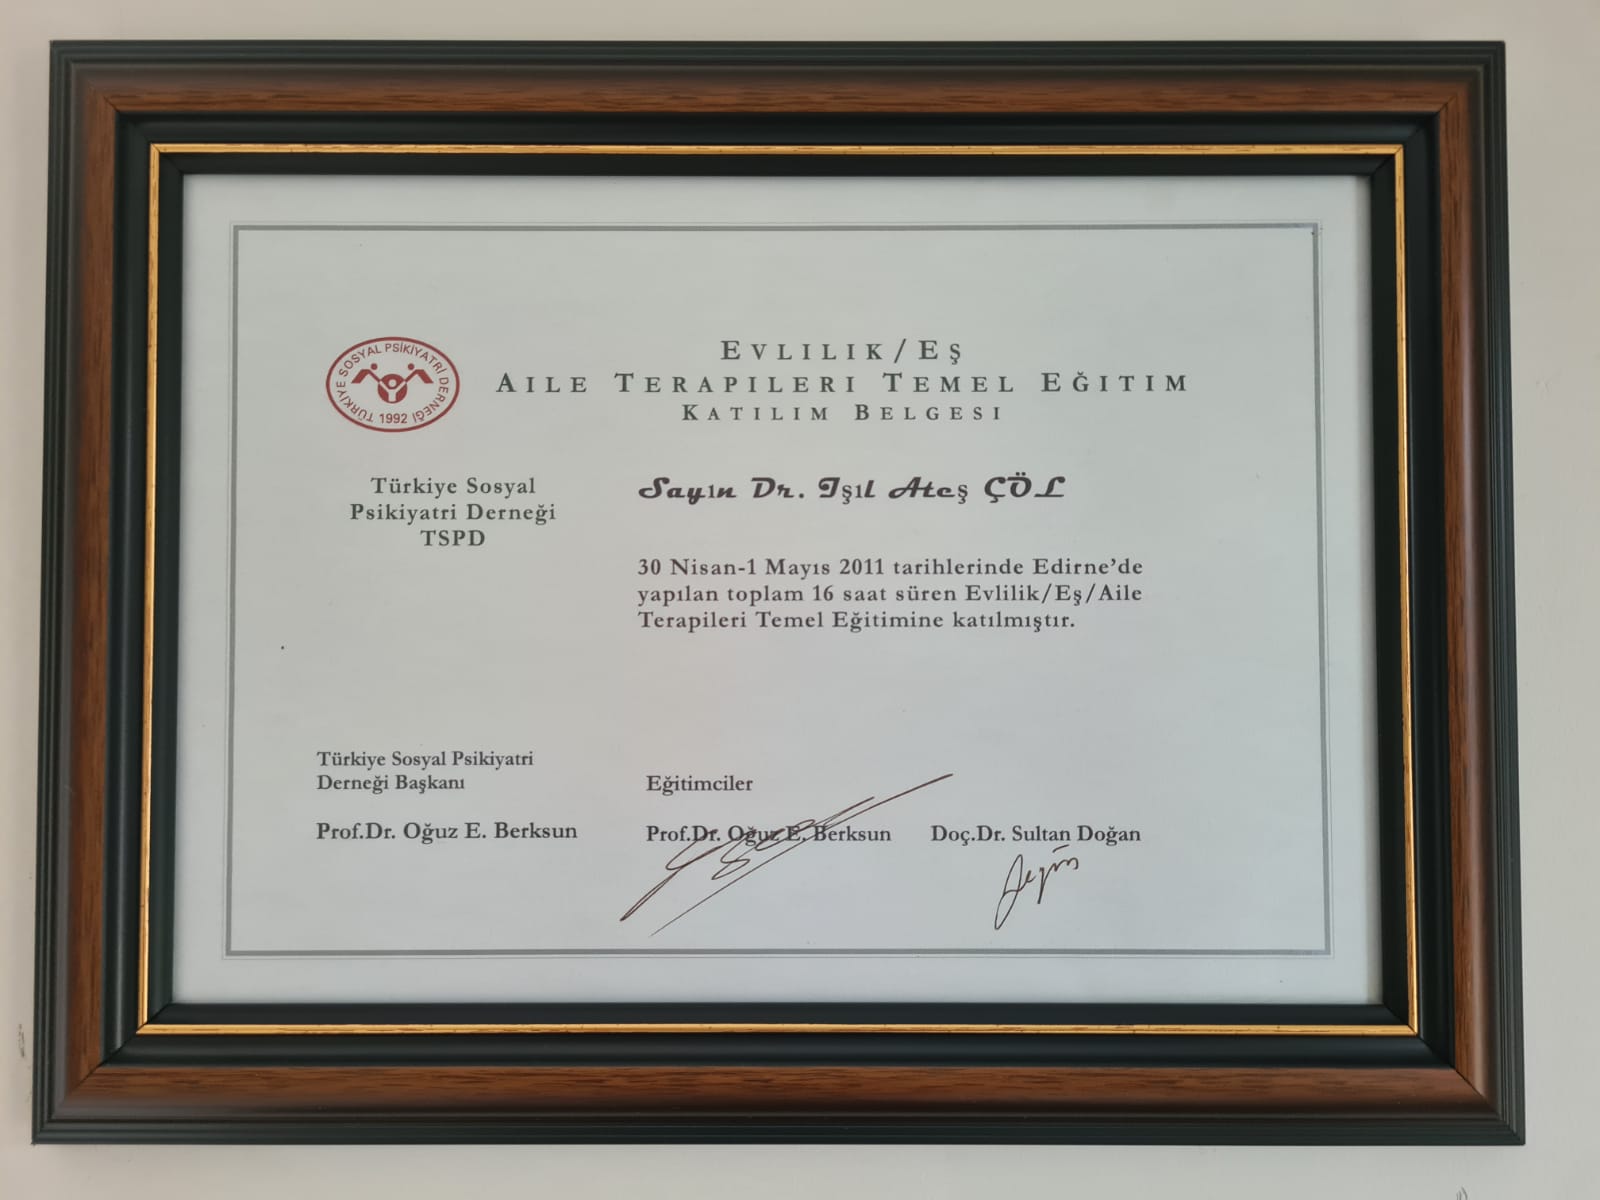 EVLILIK/EŞ
AILE TERAPILERI TEMEL EĞITIM
KATILIM BELGESI
TÜRKİYE SOSYAL PSİKİYATRİ DERNEĞİ
1992
Türkiye Sosyal
Psikiyatri Derneği
TSPD
Sayın Dr. Işıl Ateş ÇÖL
30 Nisan-1 Mayıs 2011 tarihlerinde Edirne'de
yapılan toplam 16 saat süren Evlilik/Eş/Aile
Terapileri Temel Eğitimine katılmıştır.
Türkiye Sosyal Psikiyatri
Derneği Başkanı
Eğitimciler
Prof.Dr. Oğuz E. Berksun
Prof.Dr. Oğuz E. Berksun
Doç.Dr. Sultan Doğan